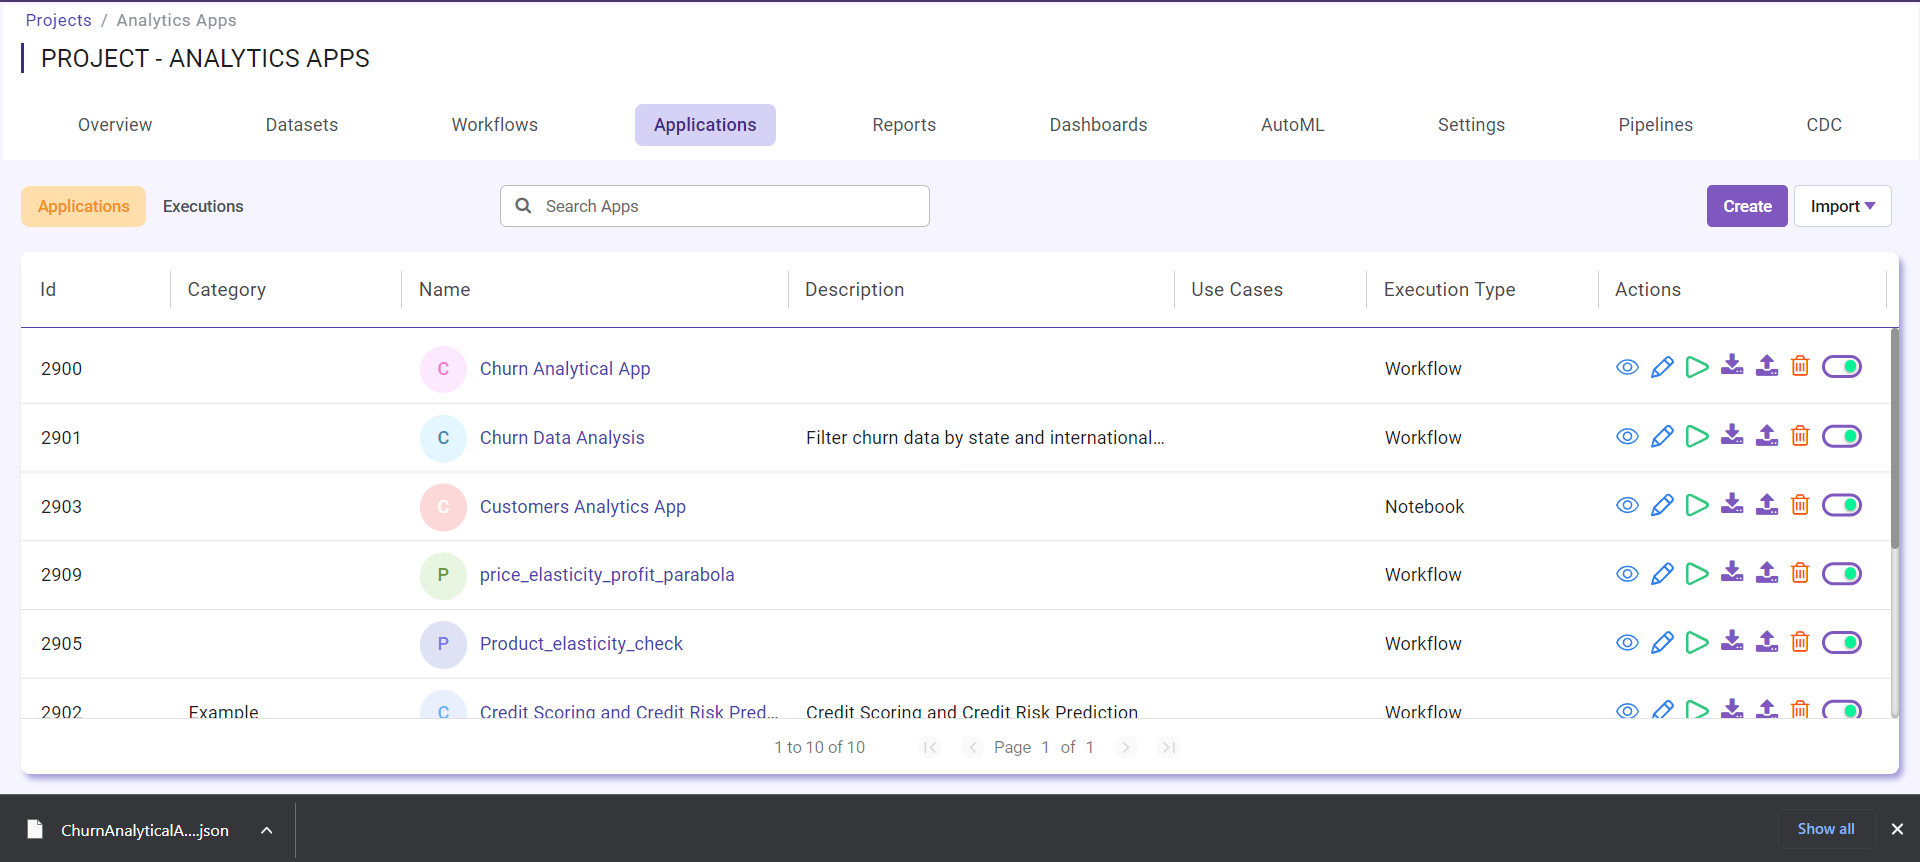 Projects / Analytics Apps
PROJECT - ANALYTICS APPS
Overview Datasets Workflows Applications Reports Dashboards AutoML Settings Pipelines CDC
Applications Executions Search Apps Create Import
Id Category Name Description Use Cases Execution Type Actions
2900 C Churn Analytical App Workflow
2901 C Churn Data Analysis Filter churn data by state and international... Workflow
2903 C Customers Analytics App Notebook
2909 P price_elasticity_profit_parabola Workflow
2905 P Product_elasticity_check Workflow
2902 Example C Credit Scoring and Credit Risk Pred... Credit Scoring and Credit Risk Prediction Workflow
1 to 10 of 10 Page 1 of 1
ChurnAnalyticalA....json Show all